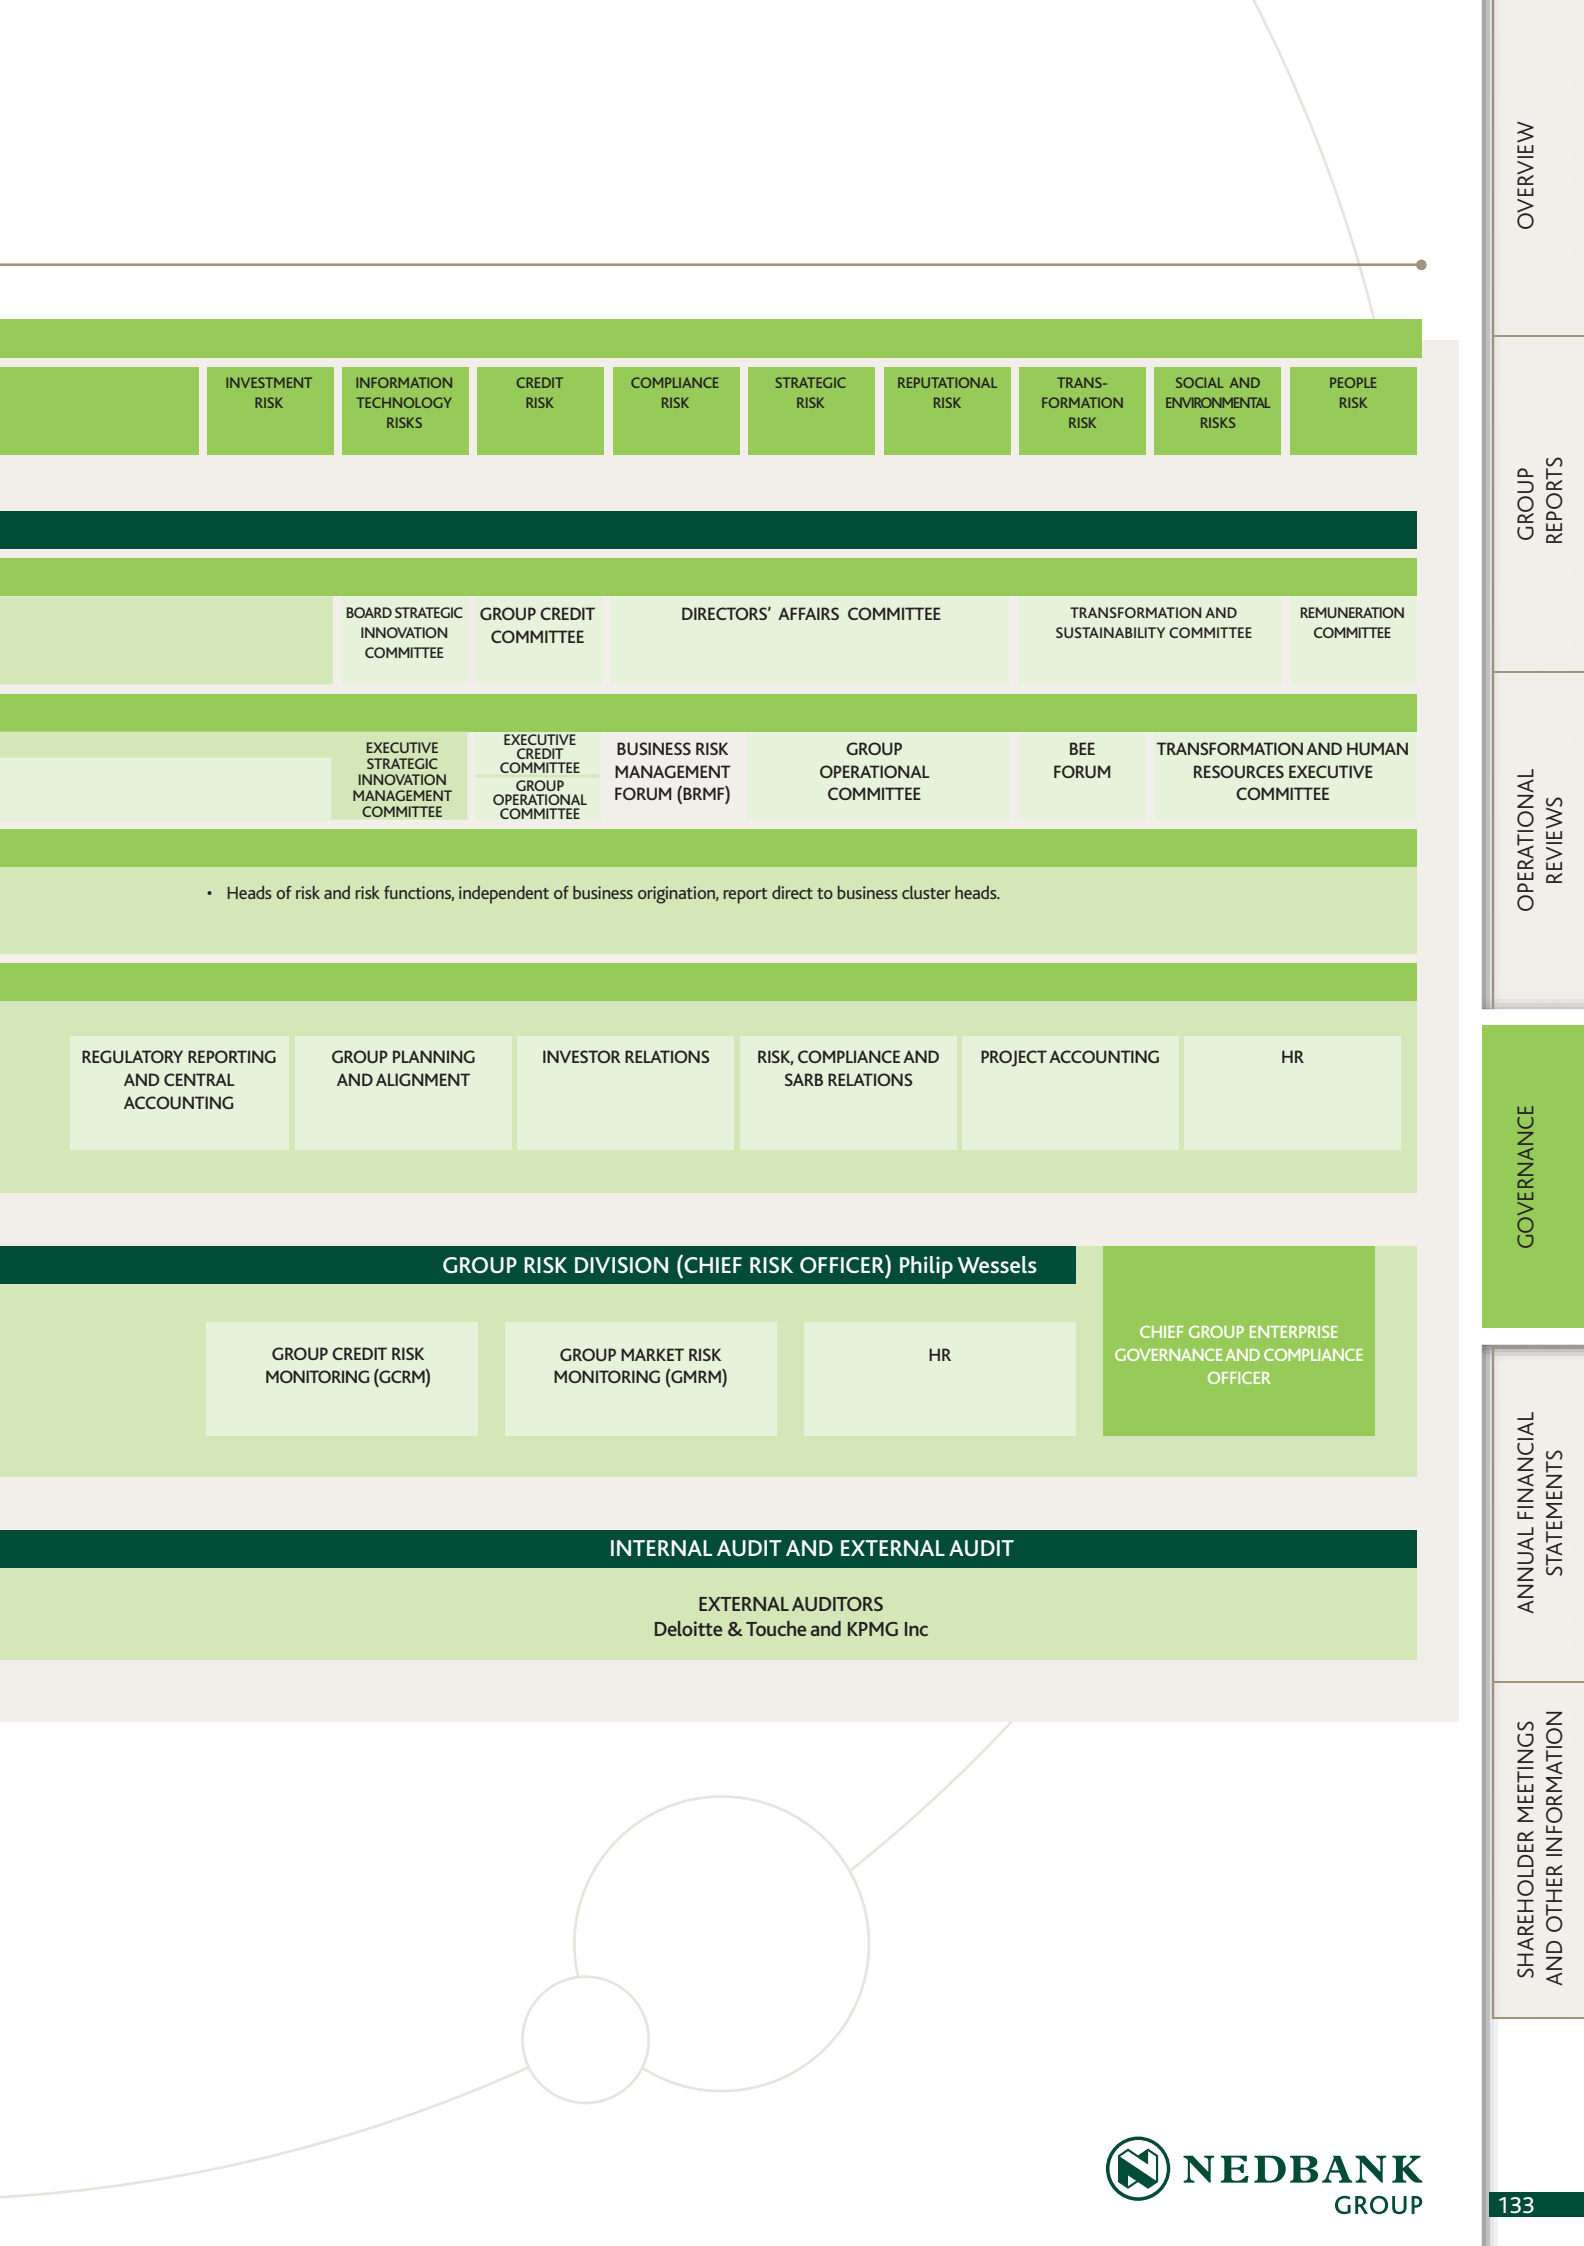 INVESTMENT
RISK
INFORMATION
TECHNOLOGY
RISKS
CREDIT
RISK
COMPLIANCE
RISK
STRATEGIC
RISK
REPUTATIONAL
RISK
TRANS-
FORMATION
RISK
SOCIAL AND
ENVIRONMENTAL
RISKS
PEOPLE
RISK
BOARD STRATEGIC
INNOVATION
COMMITTEE
GROUP CREDIT
COMMITTEE
DIRECTORS' AFFAIRS COMMITTEE
TRANSFORMATION AND
SUSTAINABILITY COMMITTEE
REMUNERATION
COMMITTEE
EXECUTIVE
STRATEGIC
INNOVATION
MANAGEMENT
COMMITTEE
EXECUTIVE
CREDIT
COMMITTEE
GROUP
OPERATIONAL
COMMITTEE
BUSINESS RISK
MANAGEMENT
FORUM (BRMF)
GROUP
OPERATIONAL
COMMITTEE
BEE
FORUM
TRANSFORMATION AND HUMAN
RESOURCES EXECUTIVE
COMMITTEE
• Heads of risk and risk functions, independent of business origination, report direct to business cluster heads.
REGULATORY REPORTING
AND CENTRAL
ACCOUNTING
GROUP PLANNING
AND ALIGNMENT
INVESTOR RELATIONS
RISK, COMPLIANCE AND
SARB RELATIONS
PROJECT ACCOUNTING
HR
GROUP RISK DIVISION (CHIEF RISK OFFICER) Philip Wessels
GROUP CREDIT RISK
MONITORING (GCRM)
GROUP MARKET RISK
MONITORING (GMRM)
HR
CHIEF GROUP ENTERPRISE
GOVERNANCE AND COMPLIANCE
OFFICER
INTERNAL AUDIT AND EXTERNAL AUDIT
EXTERNAL AUDITORS
Deloitte & Touche and KPMG Inc
OVERVIEW
GROUP
REPORTS
OPERATIONAL
REVIEWS
GOVERNANCE
ANNUAL FINANCIAL
STATEMENTS
SHAREHOLDER MEETINGS
AND OTHER INFORMATION
NEDBANK
GROUP
133